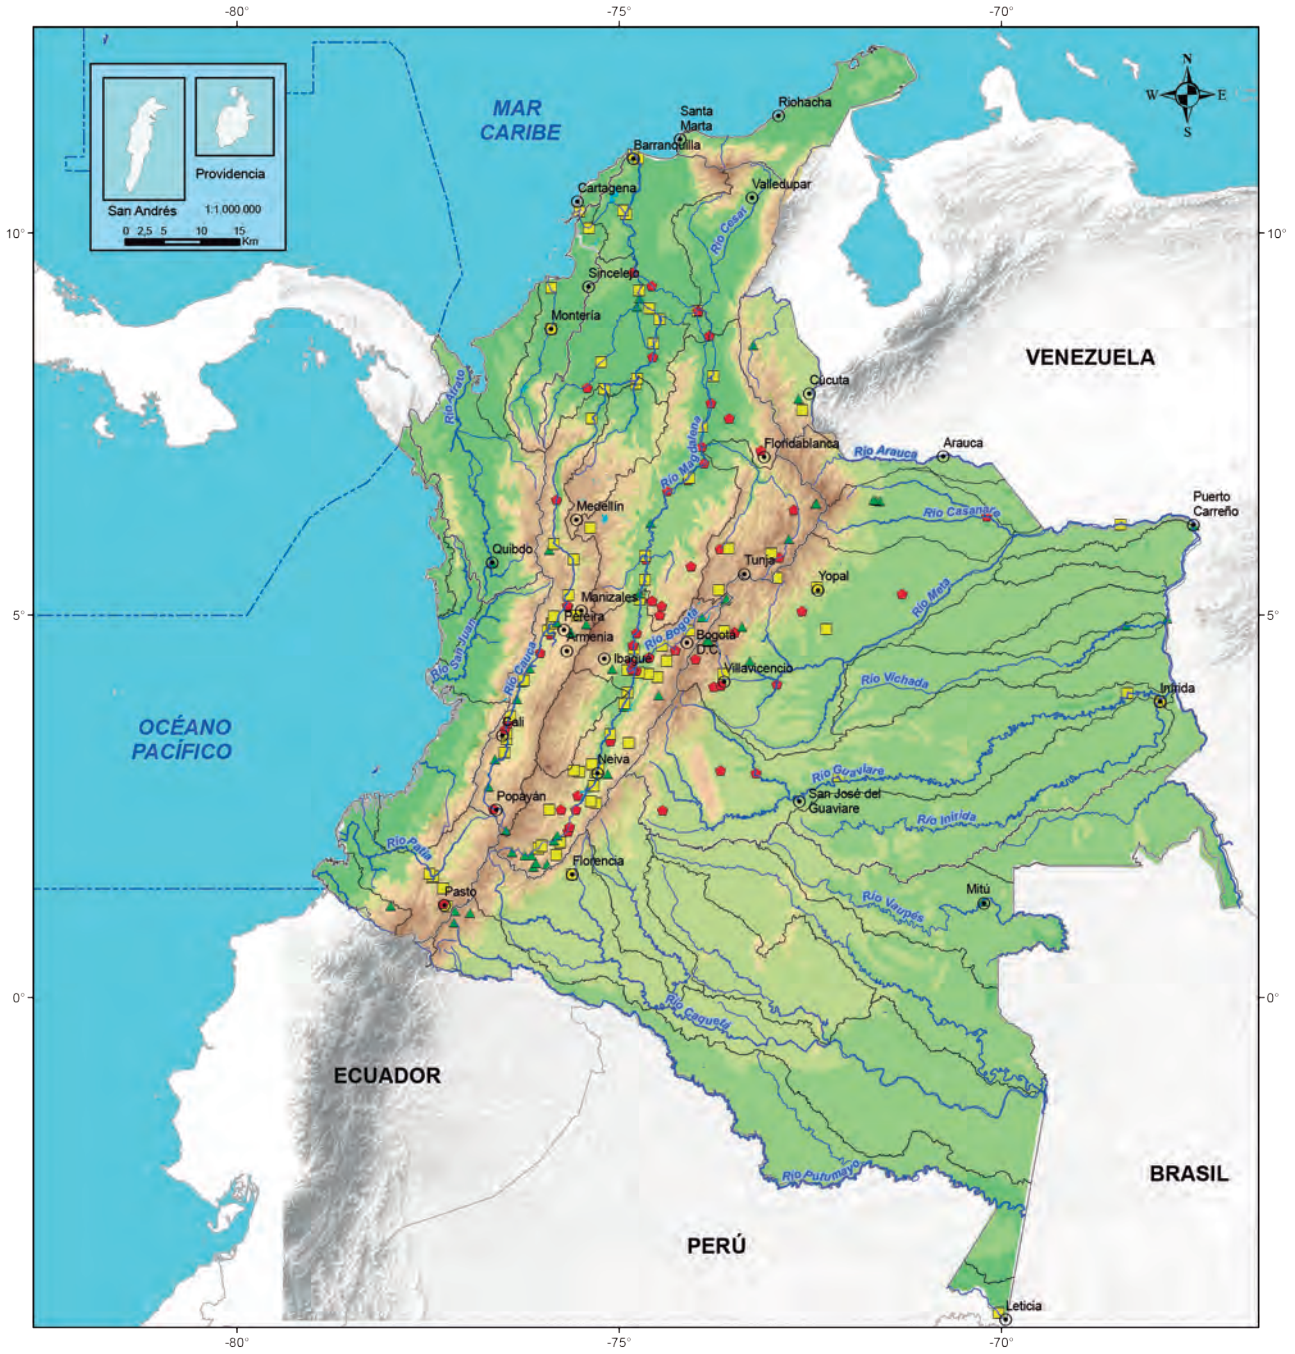 -80°
-75°
-70°
N
W
E
S
MAR
CARIBE
Santa
Marta
Riohacha
Barranquilla
Cartagena
Valledupar
Providencia
San Andrés
1:1.000.000
0 2,5 5 10 15
Km
10°
10°
Río Cesar
Sincelejo
Montería
VENEZUELA
Cúcuta
Río Atrato
Río Magdalena
Floridablanca
Río Arauca
Arauca
Puerto
Carreño
Medellín
Río Casanare
Quibdo
Tunja
Yopal
Río Meta
Manizales
5°
5°
Pereira
Armenia
Río Bogotá
Bogotá
D.C.
Río San Juan
Río Cauca
Ibagué
Villavicencio
Río Vichada
Inírida
OCÉANO
PACÍFICO
Cali
Neiva
Río Guaviare
San José del
Guaviare
Popayán
Río Inírida
Río Patía
Florencia
Pasto
Mitú
Río Vaupés
0°
0°
Río Caquetá
ECUADOR
BRASIL
Río Putumayo
PERÚ
Leticia
-80°
-75°
-70°